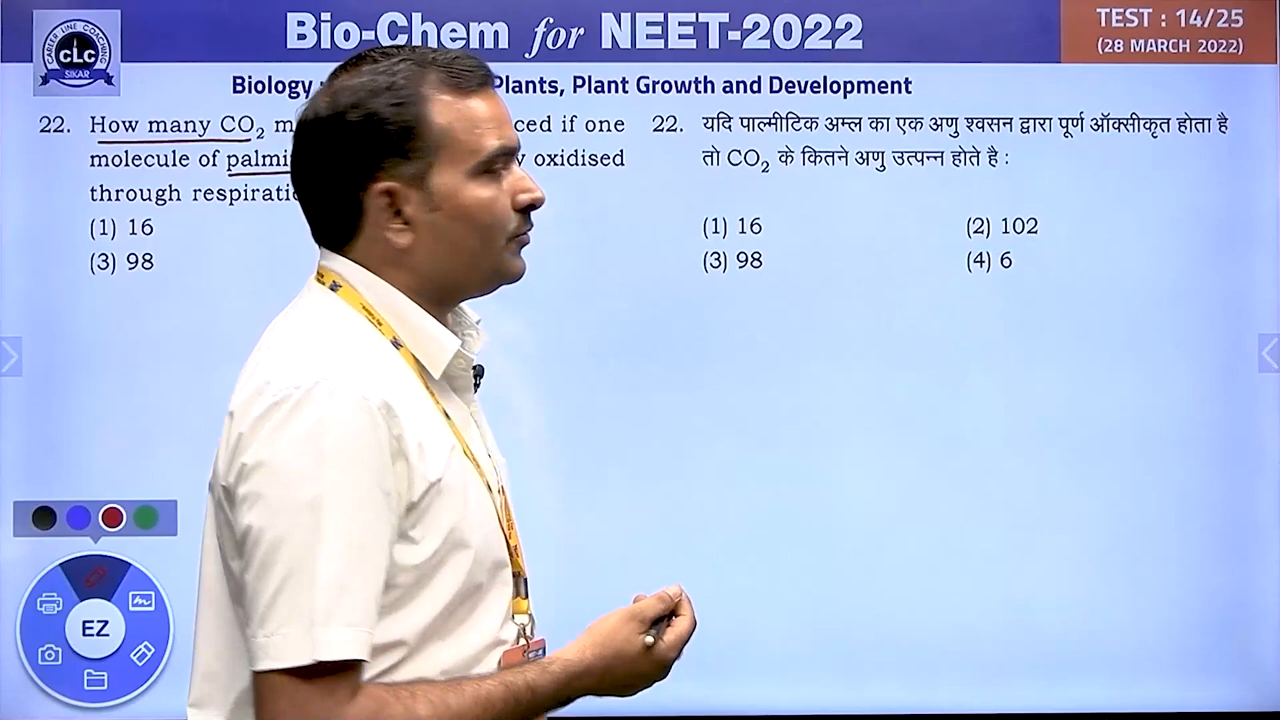 Bio-Chem for NEET-2022
TEST : 14/25
(28 MARCH 2022)
CAREER LINE COACHING
CLC
SIKAR
Biology Plants, Plant Growth and Development
22. How many CO₂ if one
molecule of oxidised
through
(1) 16
(3) 98
22. यदि पाल्मीटिक अम्ल का एक अणु श्वसन द्वारा पूर्ण ऑक्सीकृत होता है
तो CO₂ के कितने अणु उत्पन्न होते है :
(1) 16 (2) 102
(3) 98 (4) 6
EZ